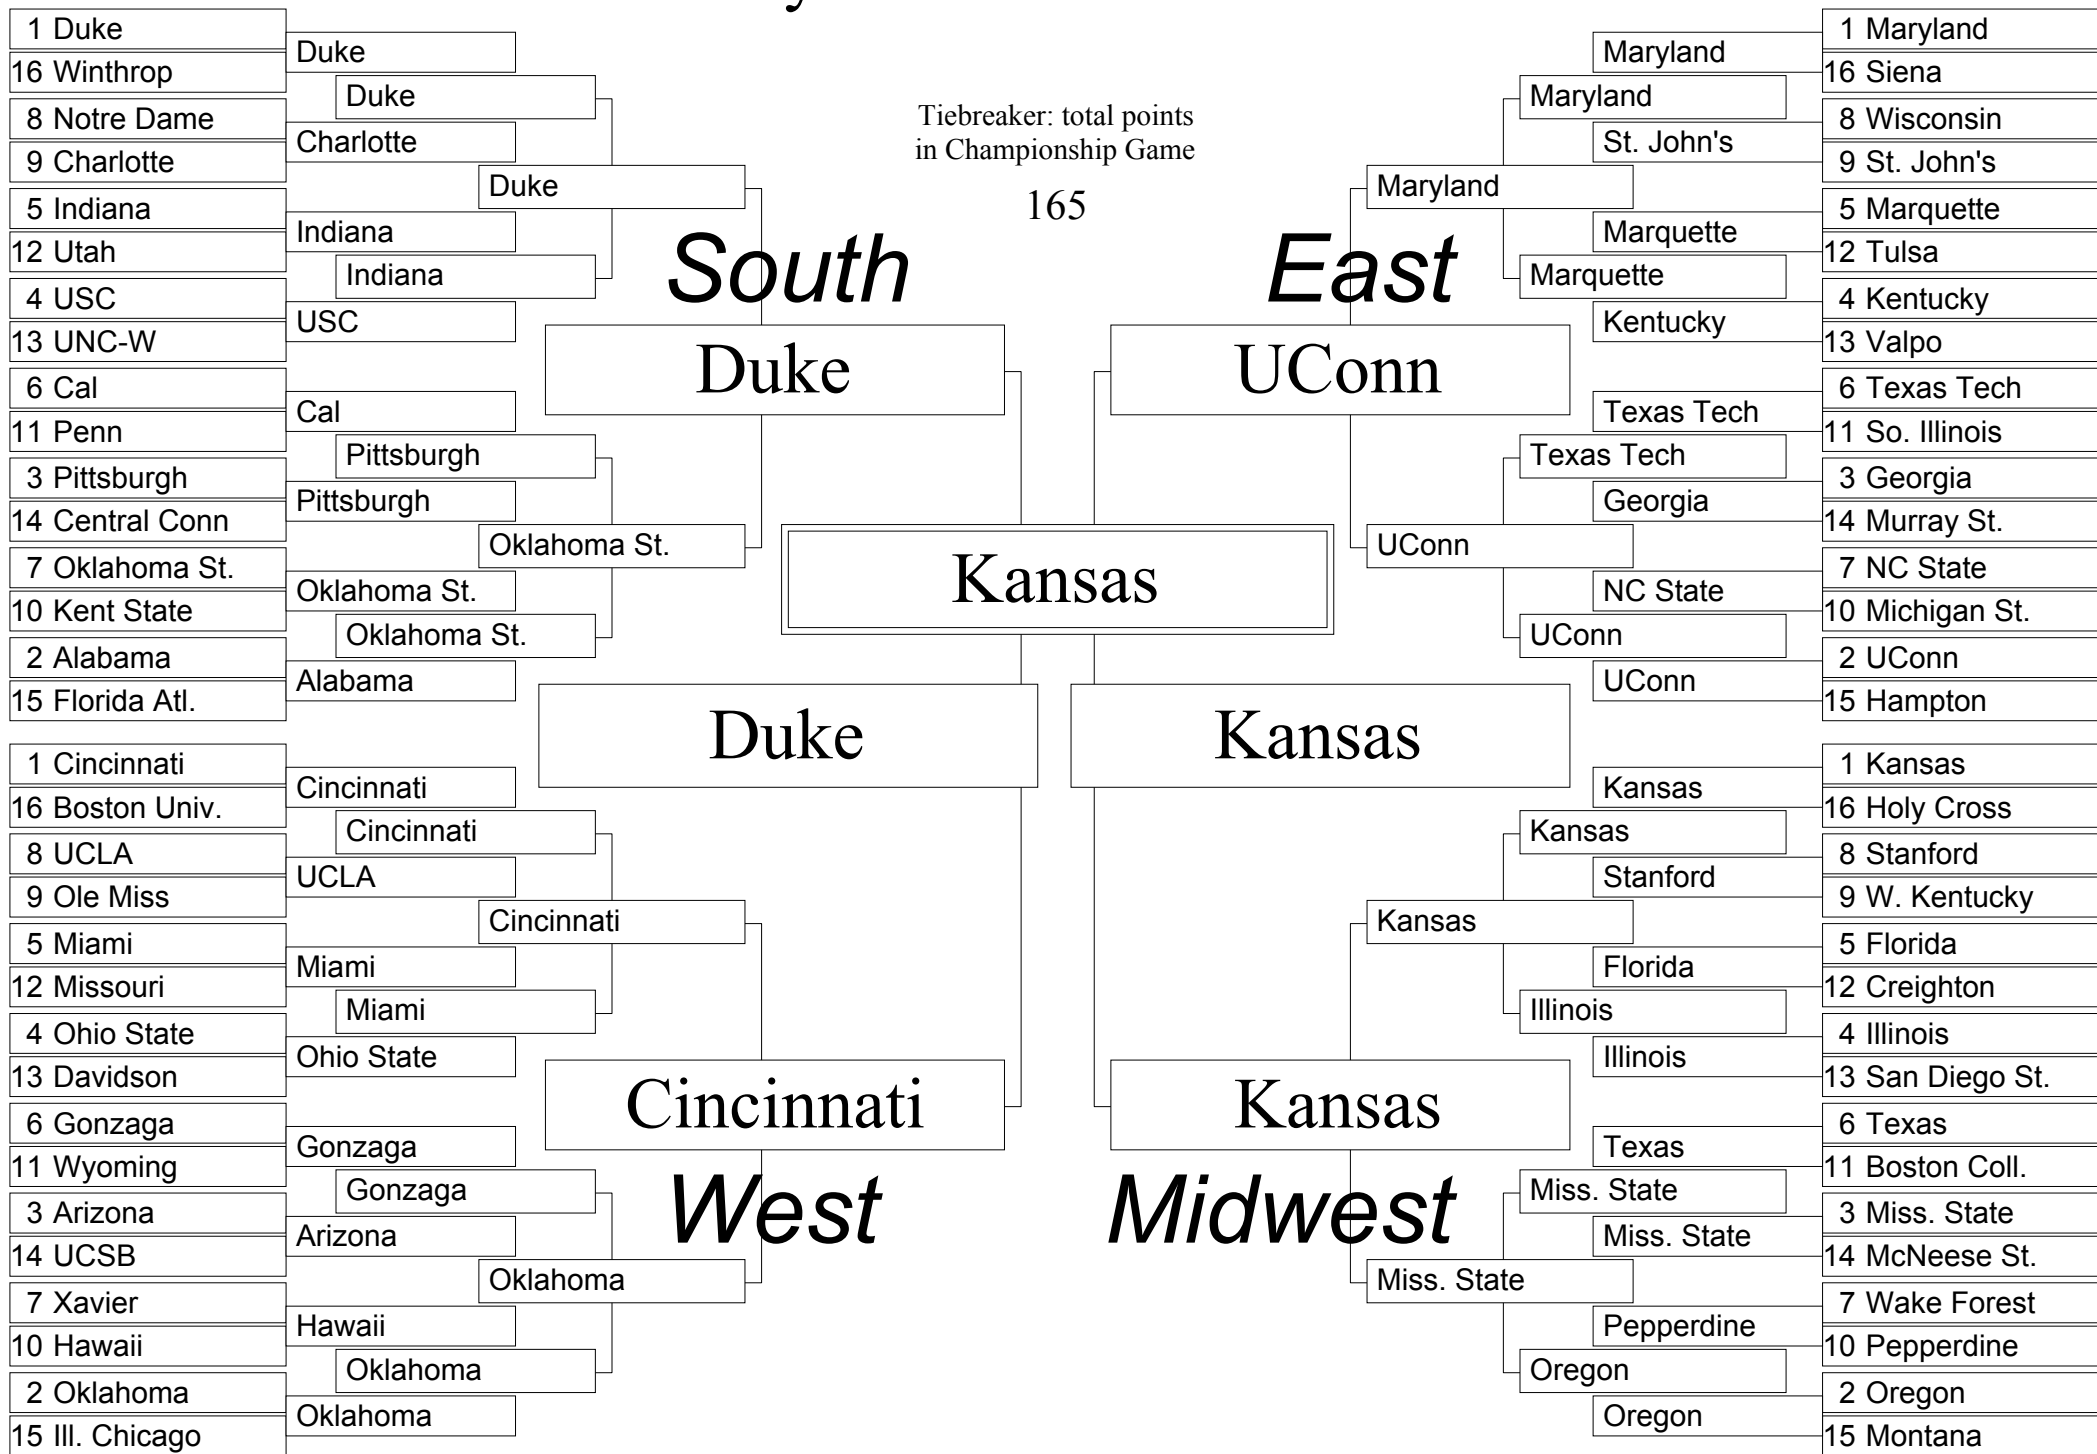 1 Duke
16 Winthrop
8 Notre Dame
9 Charlotte
5 Indiana
12 Utah
4 USC
13 UNC-W
6 Cal
11 Penn
3 Pittsburgh
14 Central Conn
7 Oklahoma St.
10 Kent State
2 Alabama
15 Florida Atl.
Duke
Charlotte
Indiana
USC
Cal
Pittsburgh
Oklahoma St.
Alabama
Duke
Indiana
Pittsburgh
Oklahoma St.
Duke
Oklahoma St.
South
Duke
1 Cincinnati
16 Boston Univ.
8 UCLA
9 Ole Miss
5 Miami
12 Missouri
4 Ohio State
13 Davidson
6 Gonzaga
11 Wyoming
3 Arizona
14 UCSB
7 Xavier
10 Hawaii
2 Oklahoma
15 Ill. Chicago
Cincinnati
UCLA
Miami
Ohio State
Gonzaga
Arizona
Hawaii
Oklahoma
Cincinnati
Miami
Gonzaga
Oklahoma
Cincinnati
Oklahoma
Cincinnati
West
Tiebreaker: total points
in Championship Game
165
Kansas
Duke
Kansas
East
UConn
Maryland
UConn
Maryland
Marquette
Texas Tech
UConn
Maryland
St. John's
Marquette
Kentucky
Texas Tech
Georgia
NC State
UConn
1 Maryland
16 Siena
8 Wisconsin
9 St. John's
5 Marquette
12 Tulsa
4 Kentucky
13 Valpo
6 Texas Tech
11 So. Illinois
3 Georgia
14 Murray St.
7 NC State
10 Michigan St.
2 UConn
15 Hampton
Kansas
Midwest
Kansas
Miss. State
Kansas
Illinois
Miss. State
Oregon
Kansas
Stanford
Florida
Illinois
Texas
Miss. State
Pepperdine
Oregon
1 Kansas
16 Holy Cross
8 Stanford
9 W. Kentucky
5 Florida
12 Creighton
4 Illinois
13 San Diego St.
6 Texas
11 Boston Coll.
3 Miss. State
14 McNeese St.
7 Wake Forest
10 Pepperdine
2 Oregon
15 Montana